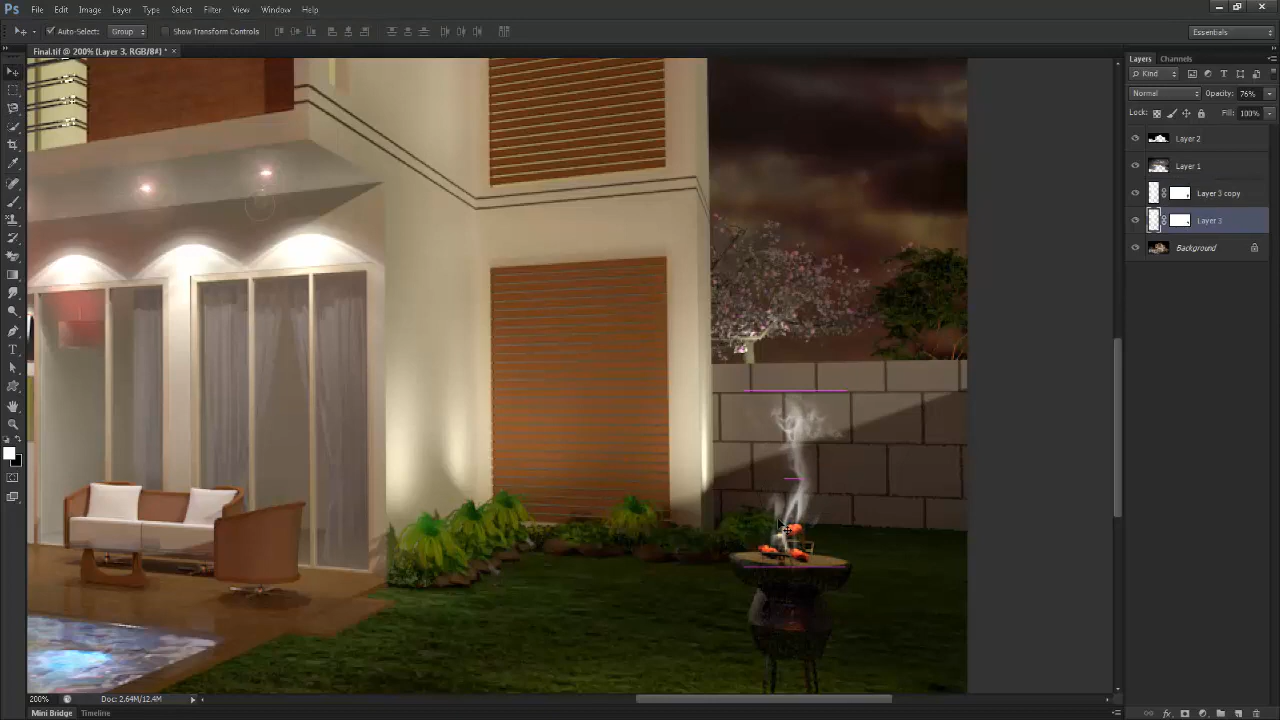 Ps File Edit Image Layer Type Select Filter View Window Help
Auto-Select: Group Show Transform Controls Essentials
Final.tif @ 200% (Layer 3, RGB/8#) * ×
Layers Channels
Kind
Normal Opacity: 76%
Lock: Fill: 100%
Layer 2
Layer 1
Layer 3 copy
Layer 3
Background
200% Doc: 2.64M/12.4M
Mini Bridge Timeline